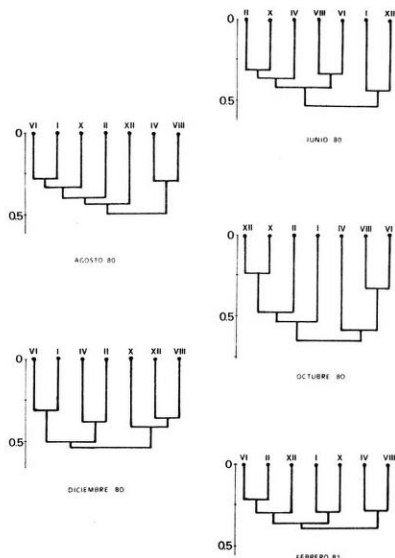 II X IV VIII VI I XII
0
0.5
JUNIO 80
VI I X II XII IV VIII
0
0.5
AGOSTO 80
XII X II I IV VIII VI
0
0.5
OCTUBRE 80
VI I IV II X XII VIII
0
0.5
DICIEMBRE 80
VI II XII I X IV VIII
0
0.5
FEBRERO 81